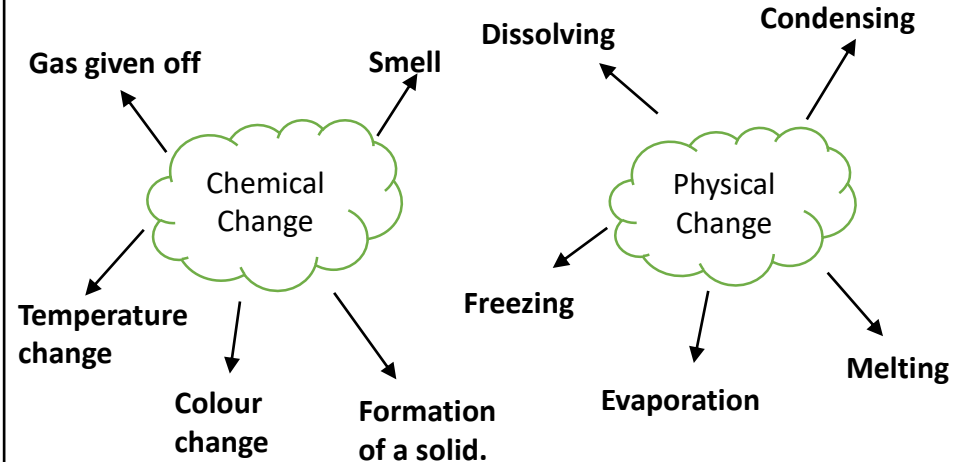 Gas given off
Smell
Chemical
Change
Temperature
change
Colour
change
Formation
of a solid.
Dissolving
Condensing
Physical
Change
Freezing
Evaporation
Melting